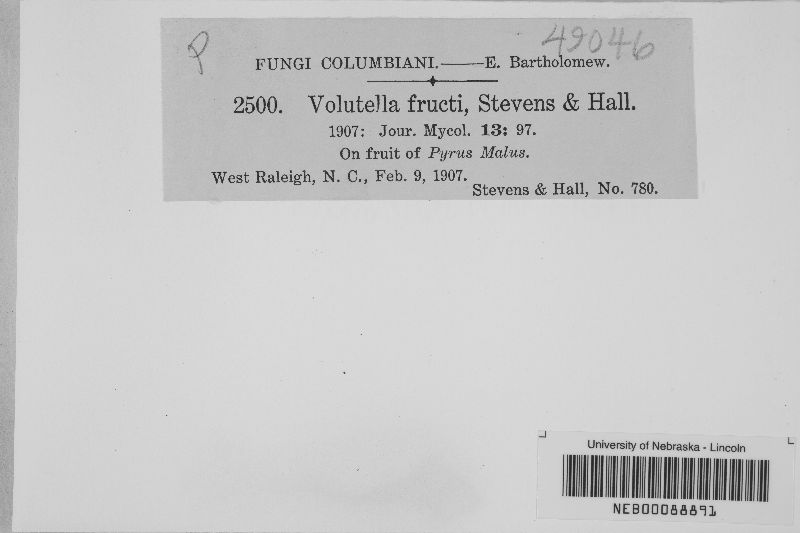 P 49046
FUNGI COLUMBIANI.——E. Bartholomew.
2500. Volutella fructi, Stevens & Hall.
1907: Jour. Mycol. 13: 97.
On fruit of Pyrus Malus.
West Raleigh, N. C., Feb. 9, 1907.
Stevens & Hall, No. 780.
University of Nebraska - Lincoln
NEB00088891